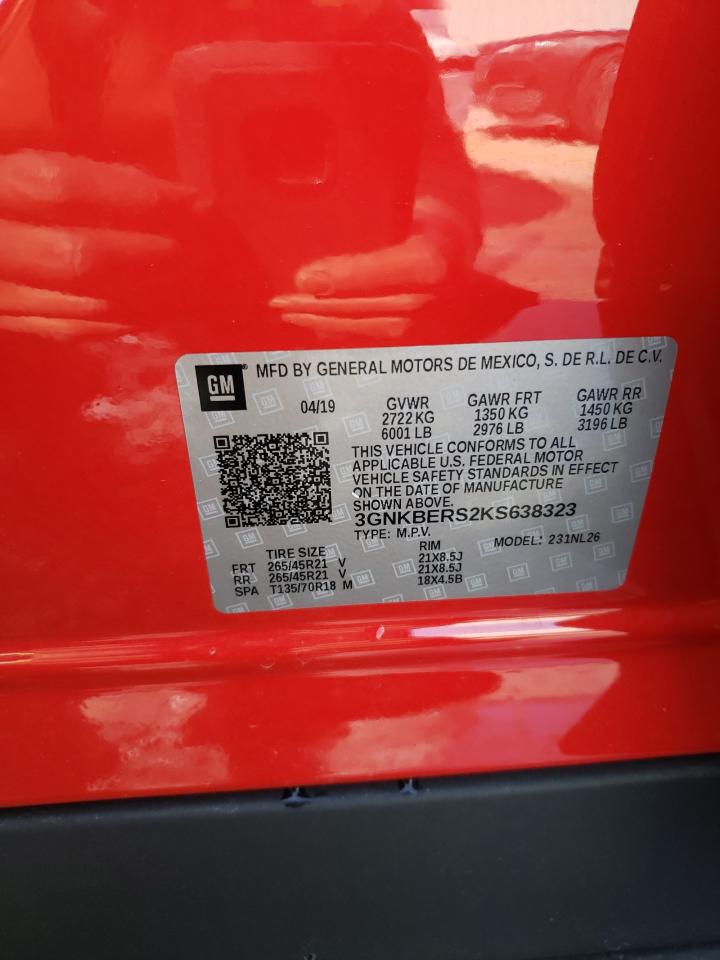 GM ® MFD BY GENERAL MOTORS DE MEXICO, S. DE R.L. DE C.V.
04/19 GVWR GAWR FRT GAWR RR
2722 KG 1350 KG 1450 KG
6001 LB 2976 LB 3196 LB
THIS VEHICLE CONFORMS TO ALL
APPLICABLE U.S. FEDERAL MOTOR
VEHICLE SAFETY STANDARDS IN EFFECT
ON THE DATE OF MANUFACTURE
SHOWN ABOVE.
3GNKBERS2KS638323
TYPE: M.P.V. MODEL: 231NL26
TIRE SIZE RIM
FRT 265/45R21 V 21X8.5J
RR 265/45R21 V 21X8.5J
SPA T135/70R18 M 18X4.5B